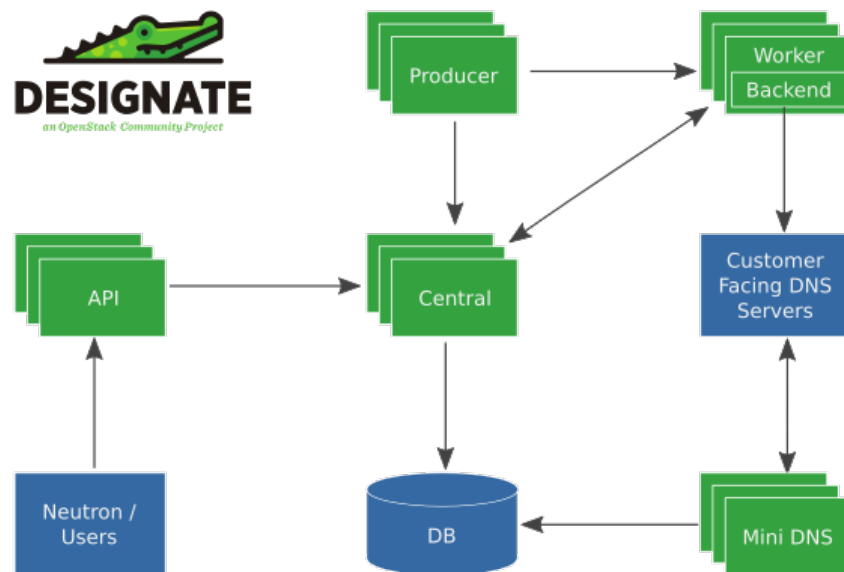 DESIGNATE
an OpenStack Community Project
Producer
Worker
Backend
API
Central
Customer
Facing DNS
Servers
Neutron /
Users
DB
Mini DNS